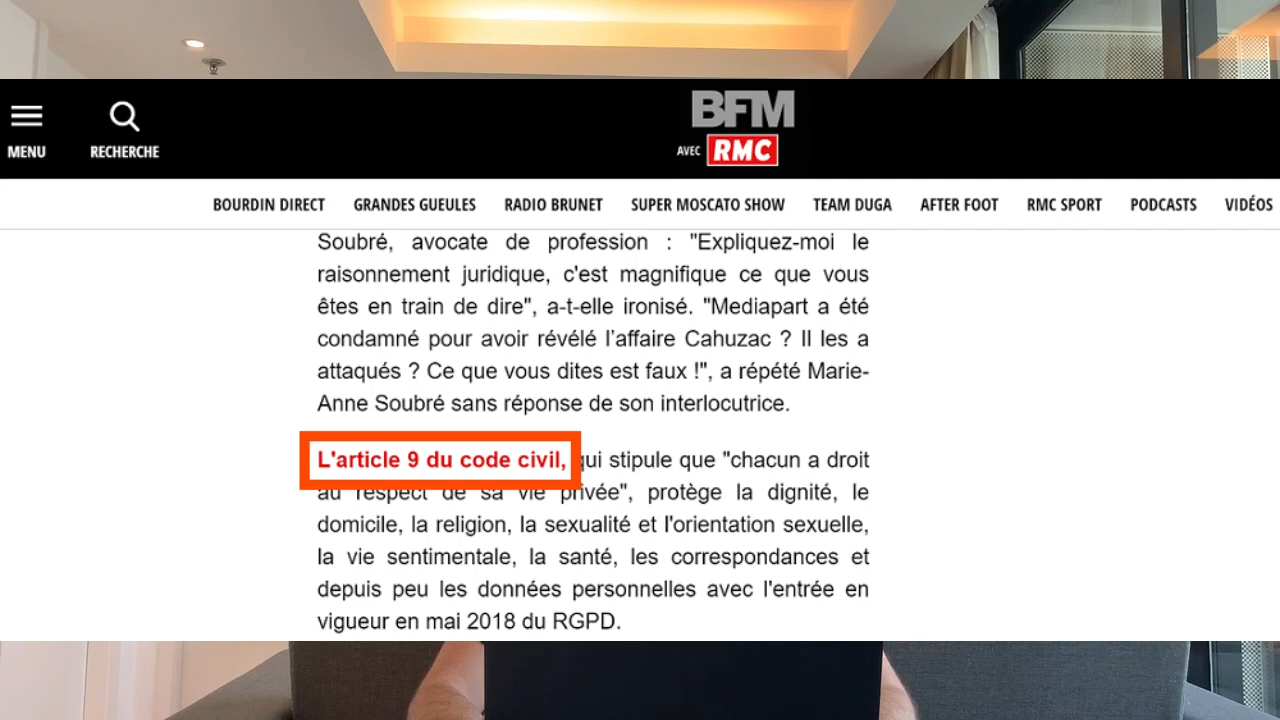 BFM
AVEC RMC
MENU
RECHERCHE
BOURDIN DIRECT GRANDES GUEULES RADIO BRUNET SUPER MOSCATO SHOW TEAM DUGA AFTER FOOT RMC SPORT PODCASTS VIDÉOS
Soubré, avocate de profession : "Expliquez-moi le
raisonnement juridique, c'est magnifique ce que vous
êtes en train de dire", a-t-elle ironisé. "Mediapart a été
condamné pour avoir révélé l’affaire Cahuzac ? Il les a
attaqués ? Ce que vous dites est faux !", a répété Marie-
Anne Soubré sans réponse de son interlocutrice.
L'article 9 du code civil, qui stipule que "chacun a droit
au respect de sa vie privée", protège la dignité, le
domicile, la religion, la sexualité et l'orientation sexuelle,
la vie sentimentale, la santé, les correspondances et
depuis peu les données personnelles avec l'entrée en
vigueur en mai 2018 du RGPD.